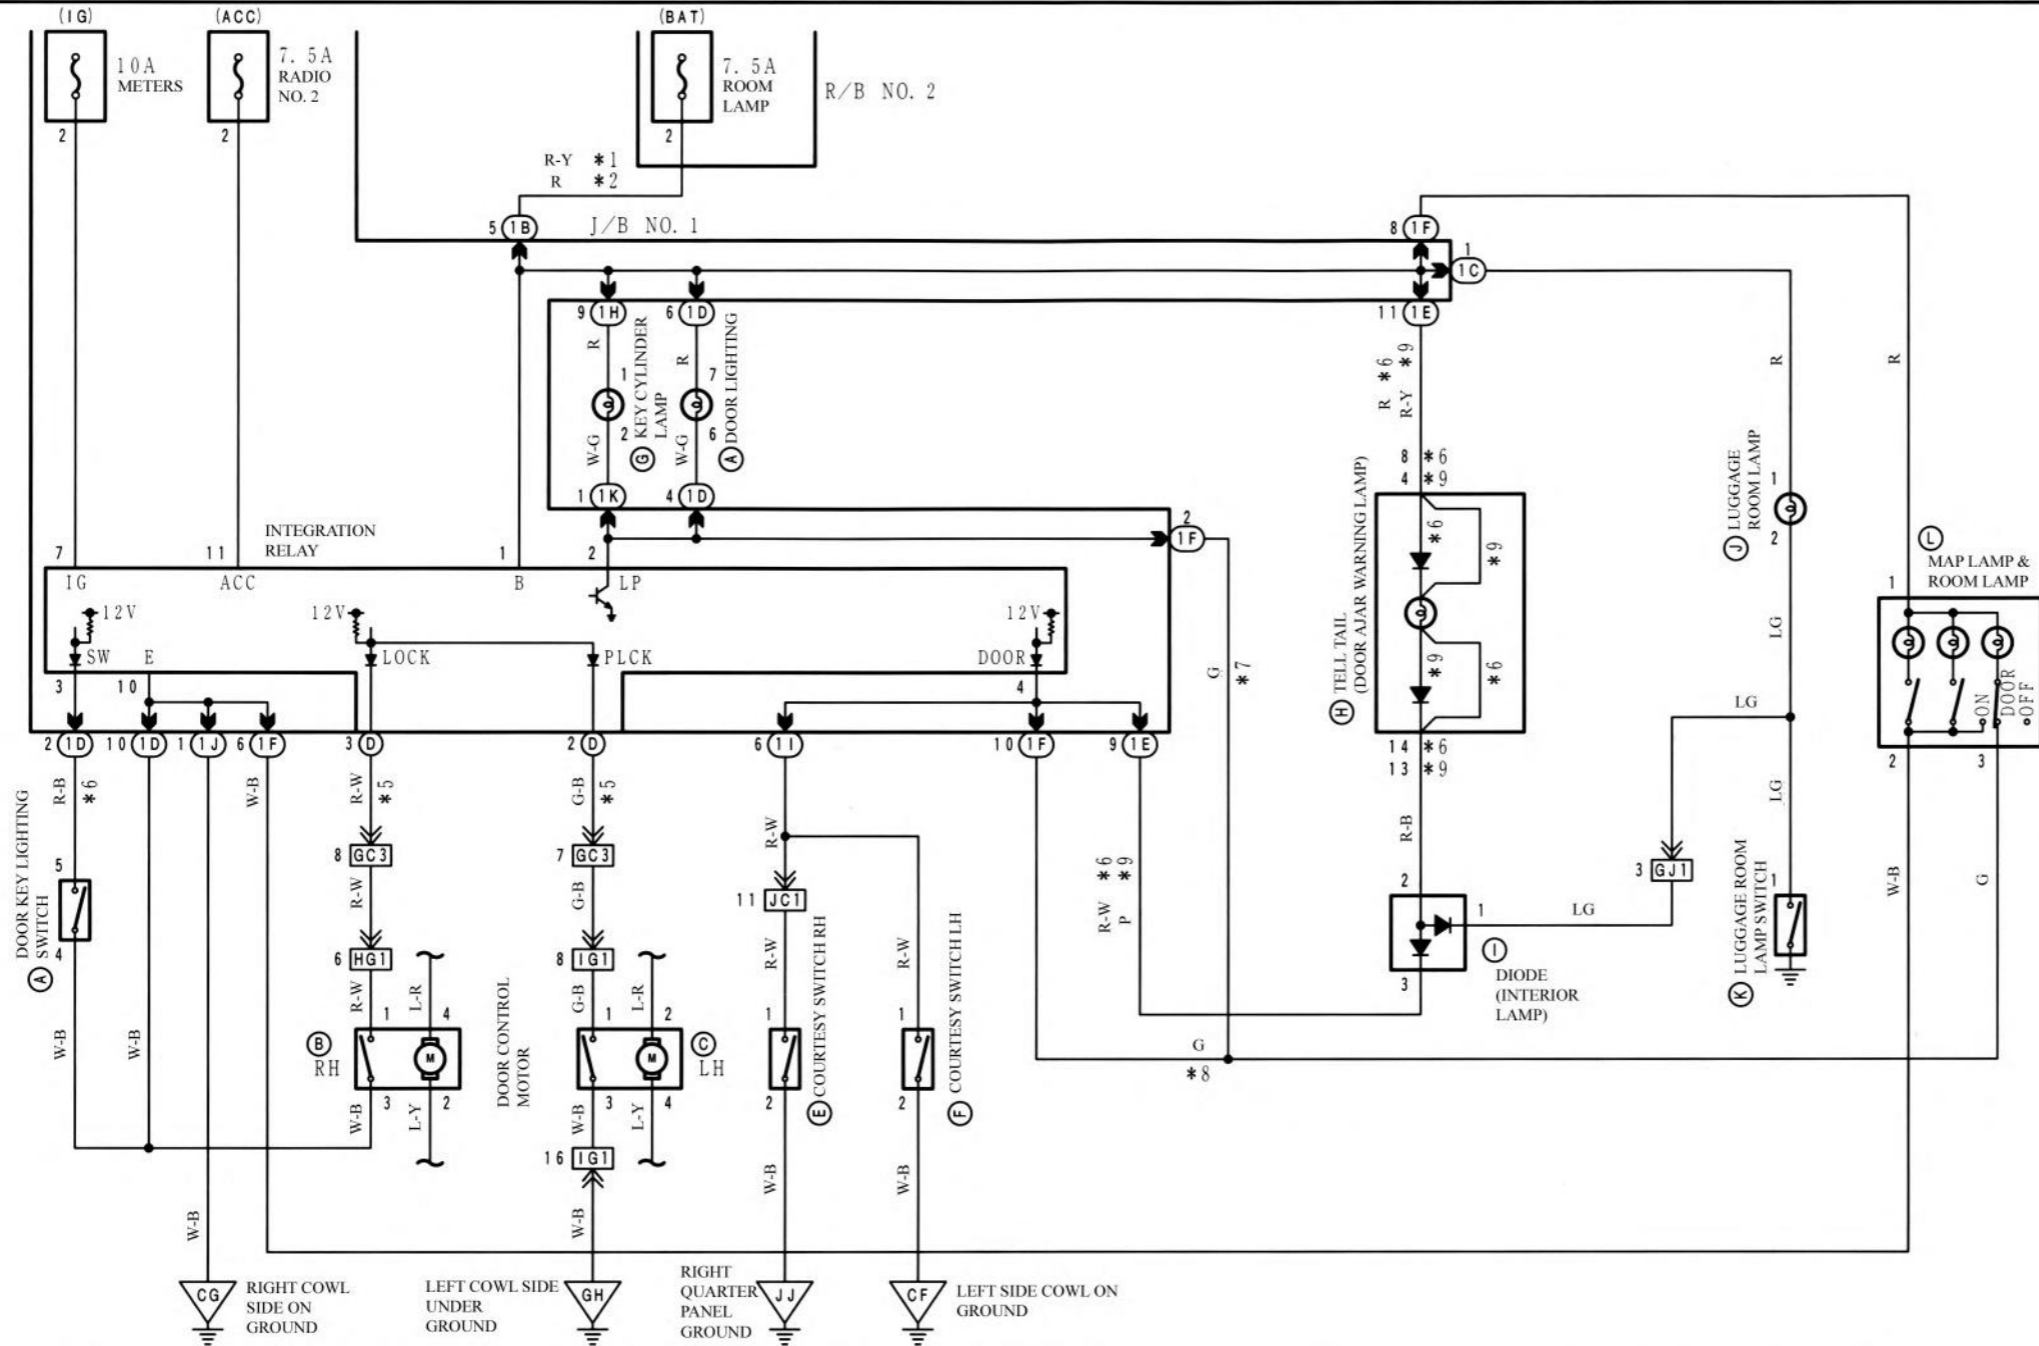 (IG)
(ACC)
(BAT)
10A
METERS
7. 5A
RADIO
NO. 2
7. 5A
ROOM
LAMP
R/B NO. 2
2
2
2
R-Y *1
R *2
5 1B
J/B NO. 1
8 1F
1
1C
9 1H
6 1D
11 1E
R
1
2
W-G
G KEY CYLINDER
LAMP
R
7
6
W-G
A DOOR LIGHTING
R *6
R-Y *9
R
R
1 1K
4 1D
2
1F
8 *6
4 *9
INTEGRATION
RELAY
7
11
1
2
IG
ACC
B
LP
12V
12V
12V
SW
E
LOCK
PLCK
DOOR
3
10
4
G
*7
H TELL TAIL
(DOOR AJAR WARNING LAMP)
*6
*9
*9
*6
14 *6
13 *9
J LUGGAGE
ROOM LAMP
1
2
LG
LG
LG
L
MAP LAMP &
ROOM LAMP
1
ON
DOOR
OFF
2
3
2 1D
10 1D
1 1J
6 1F
3 D
2 D
6 1I
10 1F
9 1E
R-B
*6
W-B
R-W
*5
G-B
*5
R-W
R-W *6
P *9
R-B
A DOOR KEY LIGHTING
SWITCH
5
4
8 GC3
7 GC3
R-W
G-B
6 HG1
8 IG1
11 JC1
R-W
R-W
R-W
L-R
G-B
L-R
2
1
3
I
DIODE
(INTERIOR
LAMP)
LG
3 GJ1
K LUGGAGE ROOM
LAMP SWITCH
1
W-B
G
W-B
W-B
B
RH
1
4
M
3
2
DOOR CONTROL
MOTOR
1
2
M
3
4
C
LH
1
2
E COURTESY SWITCH RH
1
2
F COURTESY SWITCH LH
G
*8
W-B
L-Y
W-B
L-Y
16 IG1
W-B
W-B
W-B
W-B
CG
RIGHT COWL
SIDE ON
GROUND
LEFT COWL SIDE
UNDER
GROUND
GH
RIGHT
QUARTER
PANEL
GROUND
JJ
CF
LEFT SIDE COWL ON
GROUND